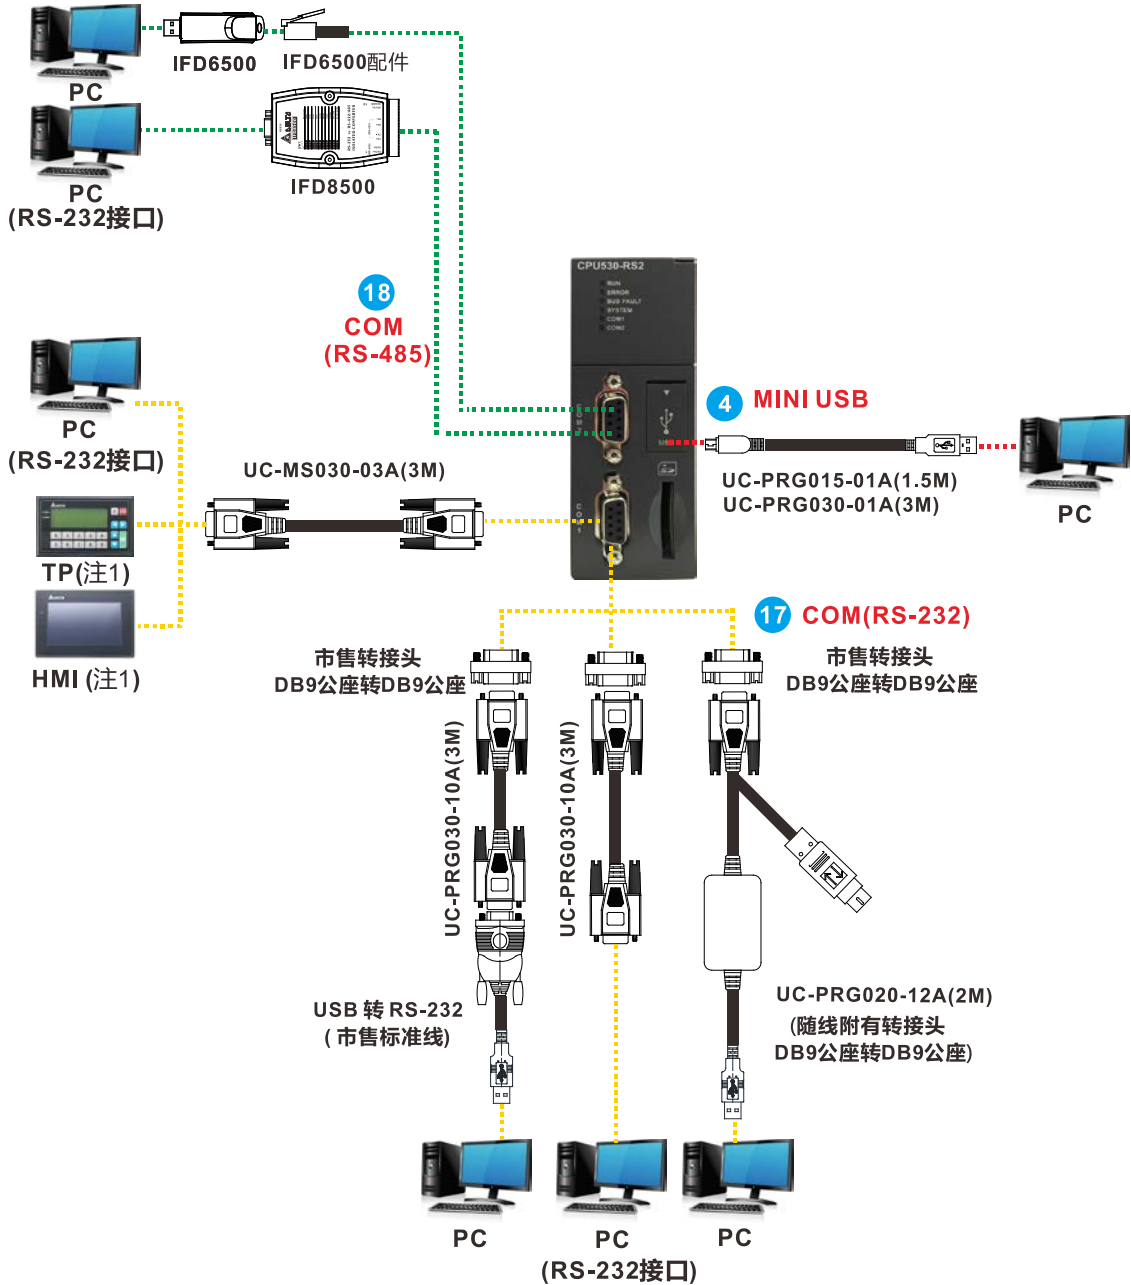 IFD6500
IFD6500配件
PC
IFD8500
PC
(RS-232接口)
CPU530-RS2
RUN
ERROR
BUS FAULT
SYSTEM
COM1
COM2
18
COM
(RS-485)
4
MINI USB
PC
(RS-232接口)
UC-MS030-03A(3M)
UC-PRG015-01A(1.5M)
UC-PRG030-01A(3M)
PC
TP(注1)
HMI (注1)
17
COM(RS-232)
市售转接头
DB9公座转DB9公座
市售转接头
DB9公座转DB9公座
UC-PRG030-10A(3M)
UC-PRG030-10A(3M)
USB 转 RS-232
( 市售标准线)
UC-PRG020-12A(2M)
(随线附有转接头
DB9公座转DB9公座)
PC
PC
(RS-232接口)
PC